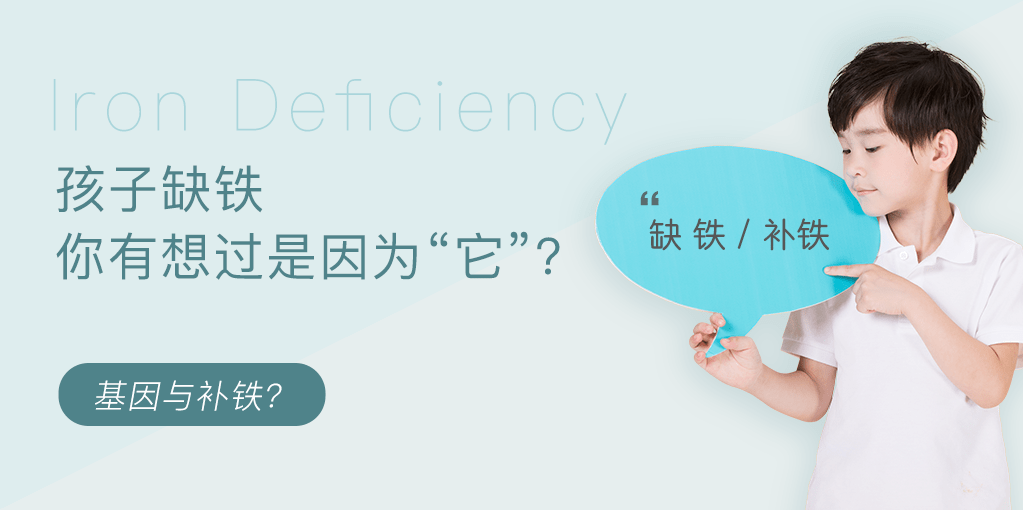 Iron Deficiency
孩子缺铁
你有想过是因为“它”？
“
缺 铁 / 补铁
基因与补铁？